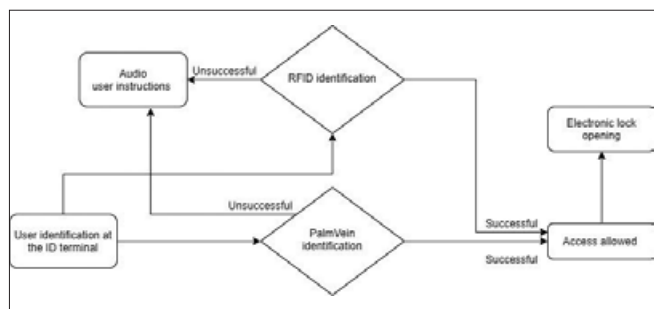 Audio
user instructions
Unsuccessful
RFID identification
Electronic lock
opening
Unsuccessful
User identification at
the ID terminal
PalmVein
identification
Successful
Access allowed
Successful